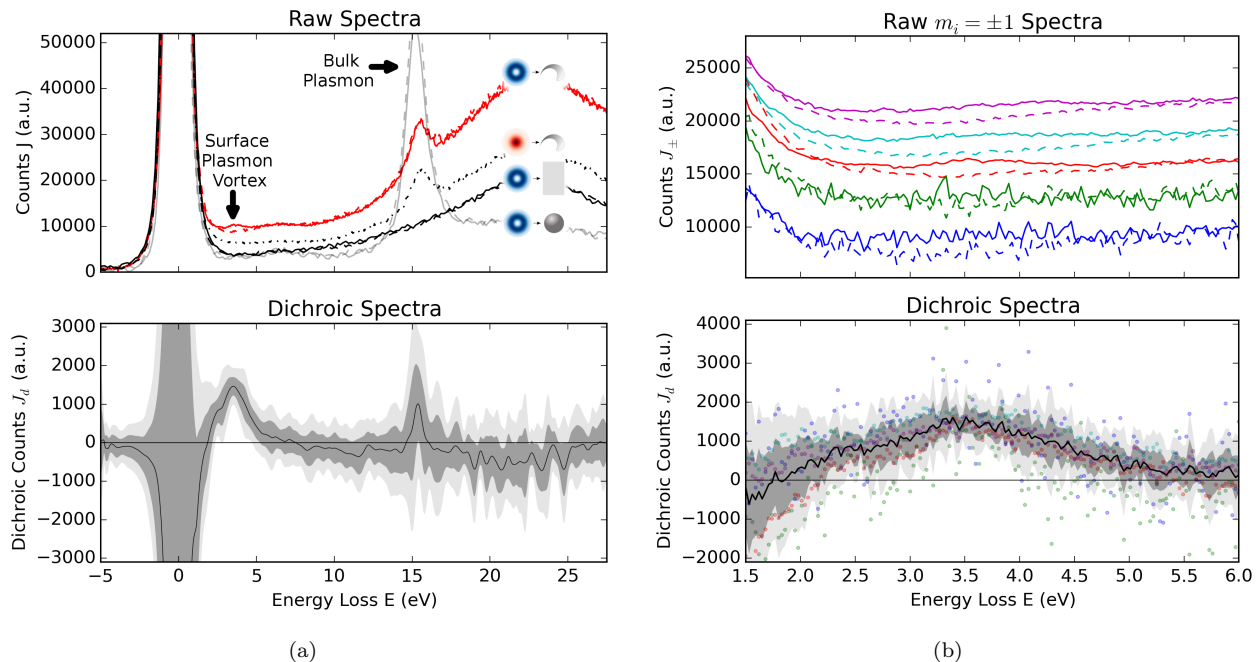 Raw Spectra
Counts J (a.u.)
50000
40000
30000
20000
10000
0
Bulk
Plasmon
Surface
Plasmon
Vortex
Dichroic Spectra
Dichroic Counts J_d (a.u.)
3000
2000
1000
0
−1000
−2000
−3000
−5 0 5 10 15 20 25
Energy Loss E (eV)
(a)
Raw m_i = ±1 Spectra
Counts J_± (a.u.)
25000
20000
15000
10000
Dichroic Spectra
Dichroic Counts J_d (a.u.)
4000
3000
2000
1000
0
−1000
−2000
1.5 2.0 2.5 3.0 3.5 4.0 4.5 5.0 5.5 6.0
Energy Loss E (eV)
(b)